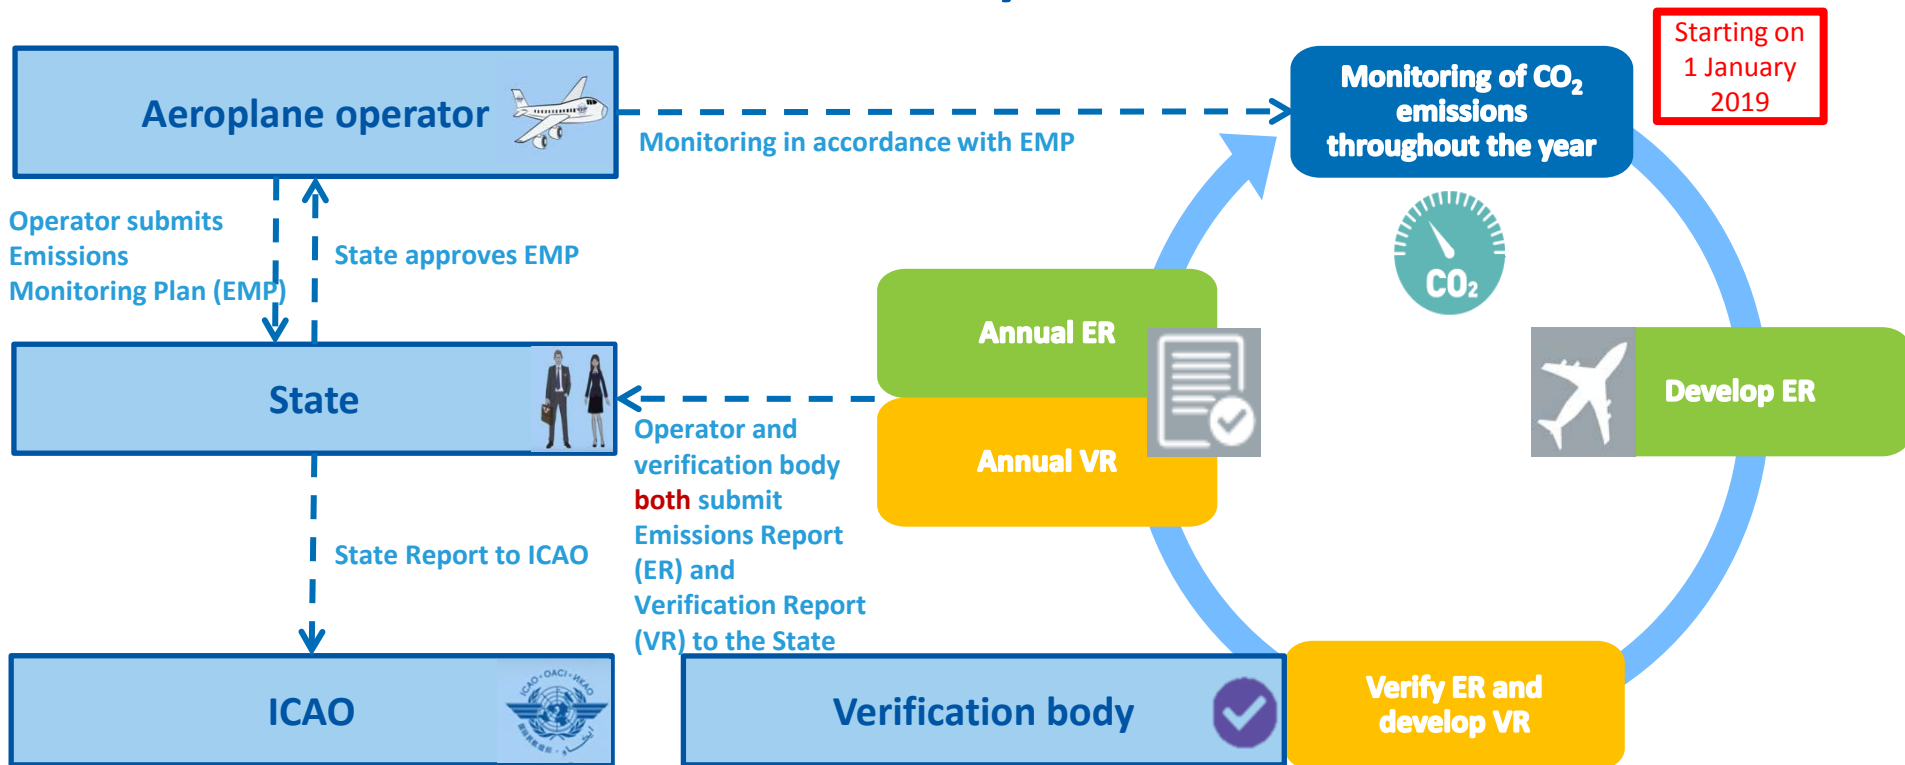 Aeroplane operator
Monitoring in accordance with EMP
Monitoring of CO₂
emissions
throughout the year
Starting on
1 January
2019
Operator submits
Emissions
Monitoring Plan (EMP)
State approves EMP
CO₂
Annual ER
Develop ER
State
Operator and
verification body
both submit
Emissions Report
(ER) and
Verification Report
(VR) to the State
Annual VR
State Report to ICAO
ICAO
ICAO · OACI · ИКАО
Verification body
Verify ER and
develop VR